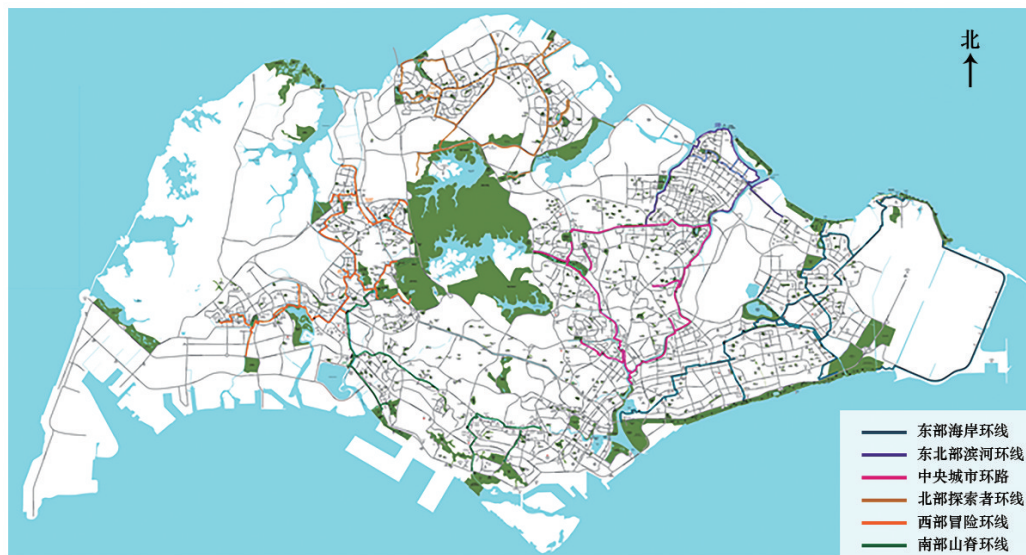 北
东部海岸环线
东北部滨河环线
中央城市环路
北部探索者环线
西部冒险环线
南部山脊环线